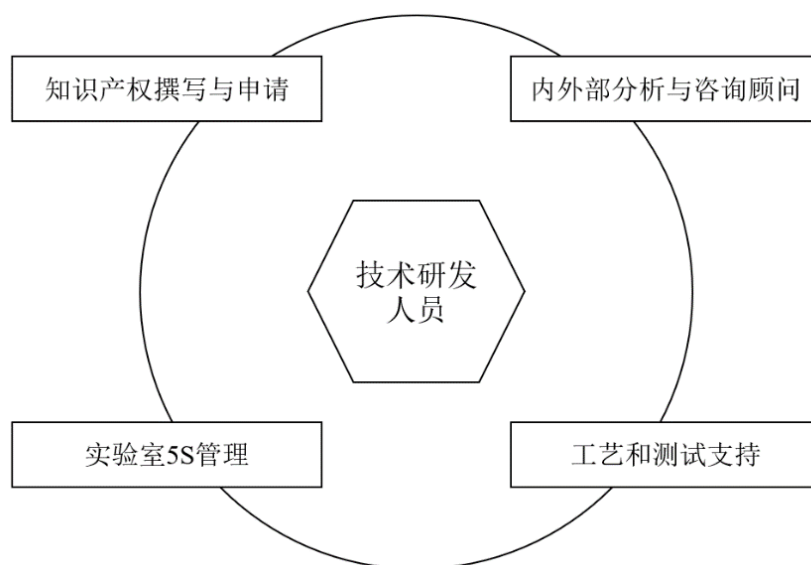 知识产权撰写与申请
内外部分析与咨询顾问
技术研发
人员
实验室5S管理
工艺和测试支持